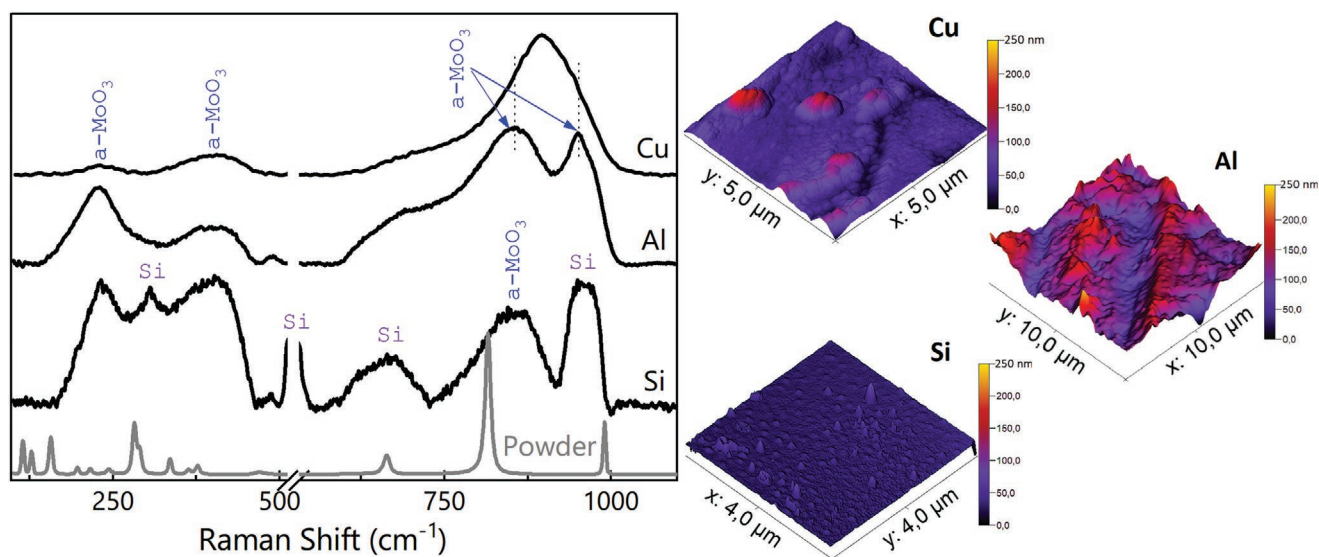 a-MoO₃
a-MoO₃
a-MoO₃
Cu
Al
Si
Si
Si
a-MoO₃
Si
Si
Powder
250
500
750
1000
Raman Shift (cm⁻¹)
Cu
250 nm
200,0
150,0
100,0
50,0
0,0
y: 5,0 µm
x: 5,0 µm
Al
250 nm
200,0
150,0
100,0
50,0
0,0
y: 10,0 µm
x: 10,0 µm
Si
250 nm
200,0
150,0
100,0
50,0
0,0
x: 4,0 µm
y: 4,0 µm